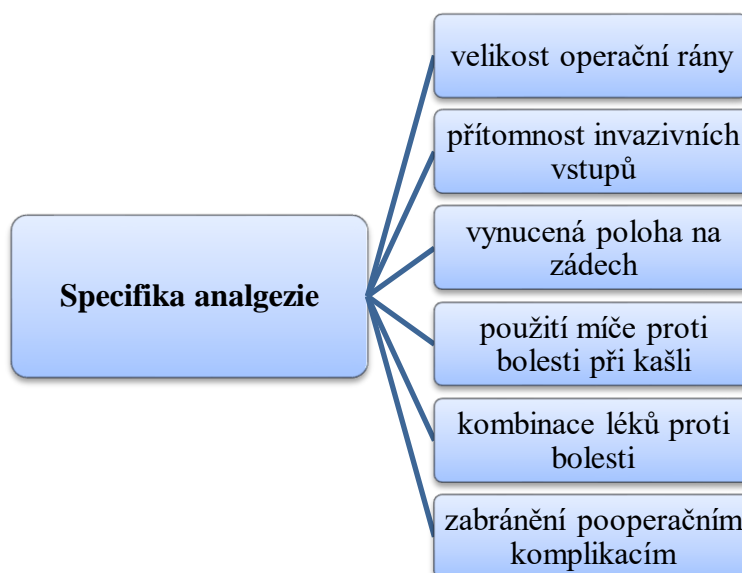 velikost operační rány
přítomnost invazivních
vstupů
vynucená poloha na
zádech
Specifika analgezie
použití míče proti
bolesti při kašli
kombinace léků proti
bolesti
zabránění pooperačním
komplikacím